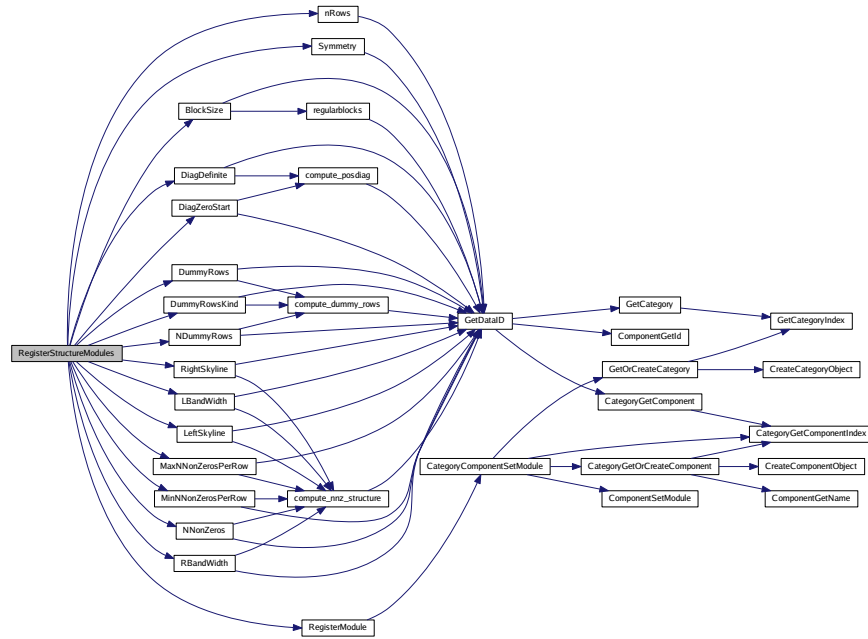 nRows
Symmetry
BlockSize
regularblocks
DiagDefinite
compute_posdiag
DiagZeroStart
DummyRows
DummyRowsKind
compute_dummy_rows
GetCategory
GetDataID
GetCategoryIndex
NDummyRows
ComponentGetId
RegisterStructureModules
RightSkyline
GetOrCreateCategory
CreateCategoryObject
LBandWidth
CategoryGetComponent
LeftSkyline
CategoryGetComponentIndex
MaxNNonZerosPerRow
CategoryComponentSetModule
CategoryGetOrCreateComponent
CreateComponentObject
MinNNonZerosPerRow
compute_nnz_structure
ComponentSetModule
ComponentGetName
NNonZeros
RBandWidth
RegisterModule